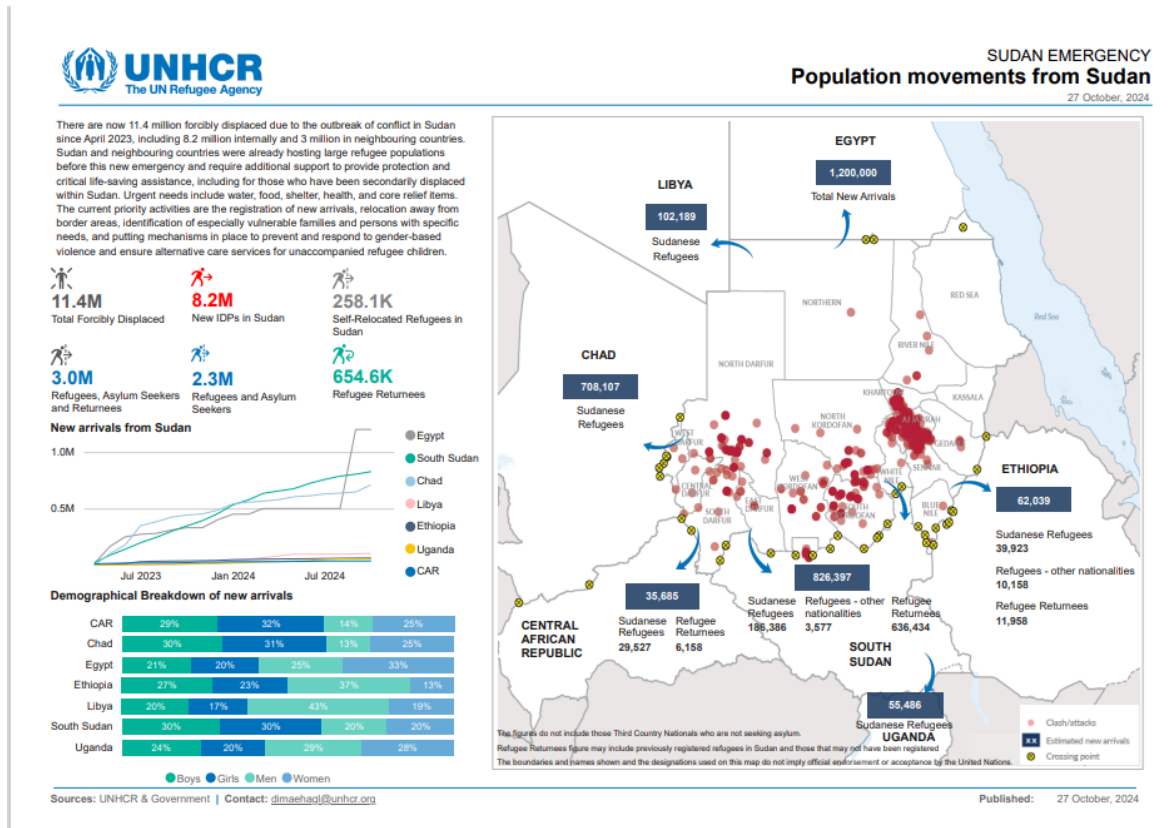 UNHCR
The UN Refugee Agency
SUDAN EMERGENCY
Population movements from Sudan
27 October, 2024
There are now 11.4 million forcibly displaced due to the outbreak of conflict in Sudan
since April 2023, including 8.2 million internally and 3 million in neighbouring countries.
Sudan and neighbouring countries were already hosting large refugee populations
before this new emergency and require additional support to provide protection and
critical life-saving assistance, including for those who have been secondarily displaced
within Sudan. Urgent needs include water, food, shelter, health, and core relief items.
The current priority activities are the registration of new arrivals, relocation away from
border areas, identification of especially vulnerable families and persons with specific
needs, and putting mechanisms in place to prevent and respond to gender-based
violence and ensure alternative care services for unaccompanied refugee children.
11.4M
Total Forcibly Displaced
8.2M
New IDPs in Sudan
258.1K
Self-Relocated Refugees in
Sudan
3.0M
Refugees, Asylum Seekers
and Returnees
2.3M
Refugees and Asylum
Seekers
654.6K
Refugee Returnees
New arrivals from Sudan
1.0M
0.5M
Jul 2023
Jan 2024
Jul 2024
Egypt
South Sudan
Chad
Libya
Ethiopia
Uganda
CAR
Demographical Breakdown of new arrivals
CAR 29% 32% 14% 25%
Chad 30% 31% 13% 25%
Egypt 21% 20% 25% 33%
Ethiopia 27% 23% 37% 13%
Libya 20% 17% 43% 19%
South Sudan 30% 30% 20% 20%
Uganda 24% 20% 29% 28%
Boys Girls Men Women
EGYPT
1,200,000
Total New Arrivals
LIBYA
102,189
Sudanese
Refugees
NORTHERN
RED SEA
Red Sea
RIVER NILE
CHAD
708,107
Sudanese
Refugees
NORTH DARFUR
KASSALA
NORTH
KORDOFAN
WEST
CENTRAL
SOUTH
DARFUR
EAST
WEST
SOUTH
WHITE
NILE
BLUE
NILE
ETHIOPIA
62,039
Sudanese Refugees
39,923
Refugees - other nationalities
10,158
Refugee Returnees
11,958
35,685
Sudanese
Refugees
29,527
Refugee
Returnees
6,158
CENTRAL
AFRICAN
REPUBLIC
826,397
Sudanese
Refugees
186,386
Refugees - other
nationalities
3,577
Refugee
Returnees
636,434
SOUTH
SUDAN
55,486
Sudanese Refugees
UGANDA
The figures do not include those Third Country Nationals who are not seeking asylum.
Refugee Returnees figure may include previously registered refugees in Sudan and those that may not have been registered
The boundaries and names shown and the designations used on this map do not imply official endorsement or acceptance by the United Nations.
Clash/attacks
xx Estimated new arrivals
Crossing point
Sources: UNHCR & Government | Contact: dimaehagl@unhcr.org
Published: 27 October, 2024